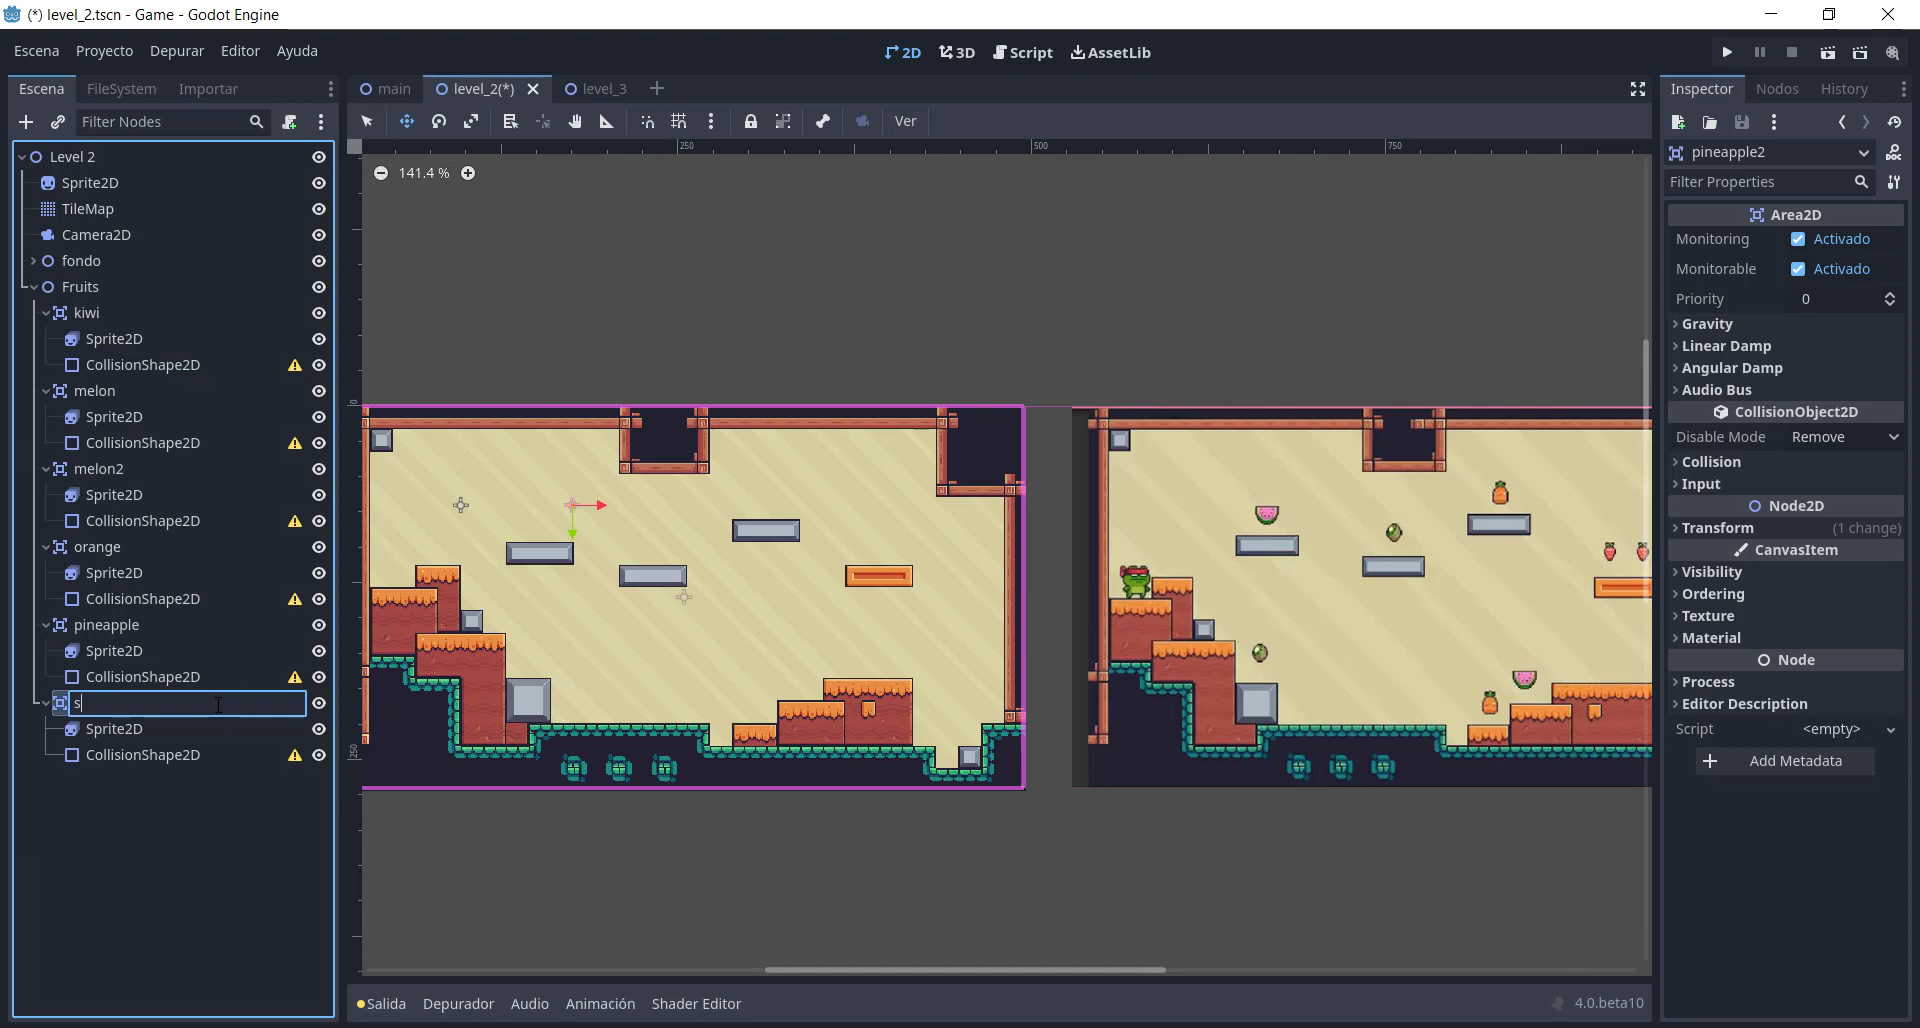 (*) level_2.tscn - Game - Godot Engine
Escena Proyecto Depurar Editor Ayuda
2D 3D Script AssetLib
Escena FileSystem Importar
main level_2(*) level_3
Inspector Nodos History
Filter Nodes
Ver
pineapple2
DOC
Filter Properties
Level 2
Sprite2D
TileMap
Camera2D
fondo
Fruits
kiwi
Sprite2D
CollisionShape2D
melon
Sprite2D
CollisionShape2D
melon2
Sprite2D
CollisionShape2D
orange
Sprite2D
CollisionShape2D
pineapple
Sprite2D
CollisionShape2D
s
Sprite2D
CollisionShape2D
250 500 750
141.4 %
0
250
Area2D
Monitoring Activado
Monitorable Activado
Priority 0
Gravity
Linear Damp
Angular Damp
Audio Bus
CollisionObject2D
Disable Mode Remove
Collision
Input
Node2D
Transform (1 change)
CanvasItem
Visibility
Ordering
Texture
Material
Node
Process
Editor Description
Script <empty>
Add Metadata
Salida Depurador Audio Animación Shader Editor
4.0.beta10